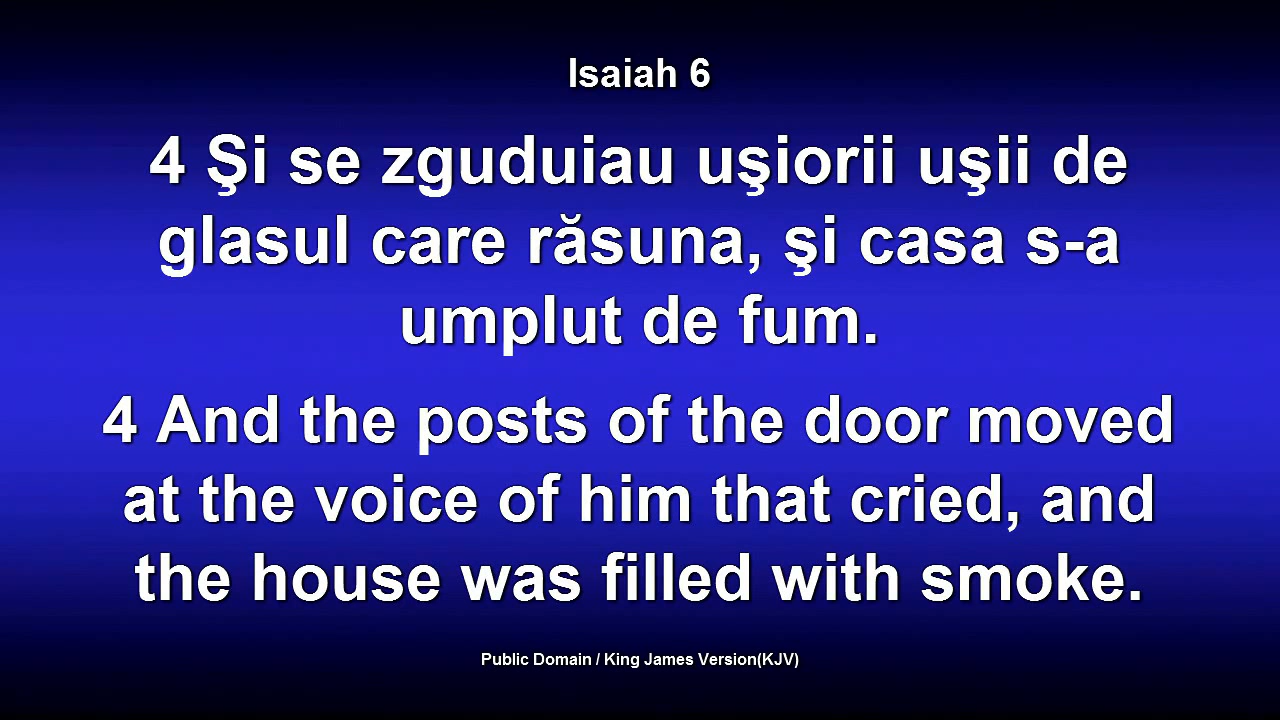 Isaiah 6
4 Şi se zguduiau uşiorii uşii de
glasul care răsuna, şi casa s-a
umplut de fum.
4 And the posts of the door moved
at the voice of him that cried, and
the house was filled with smoke.
Public Domain / King James Version(KJV)